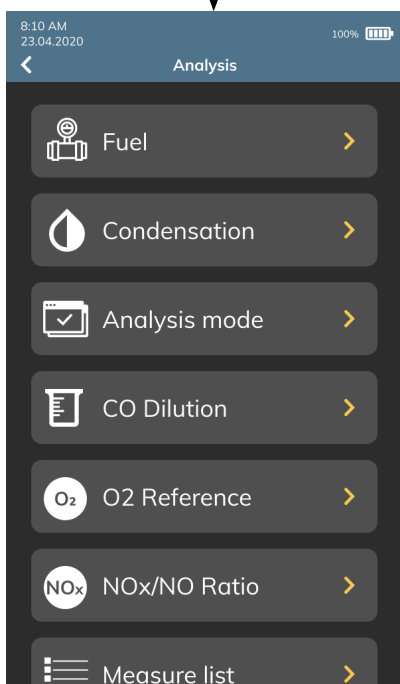 8:10 AM
23.04.2020
100%
Analysis
Fuel
Condensation
Analysis mode
CO Dilution
O₂ O2 Reference
NOx NOx/NO Ratio
Measure list